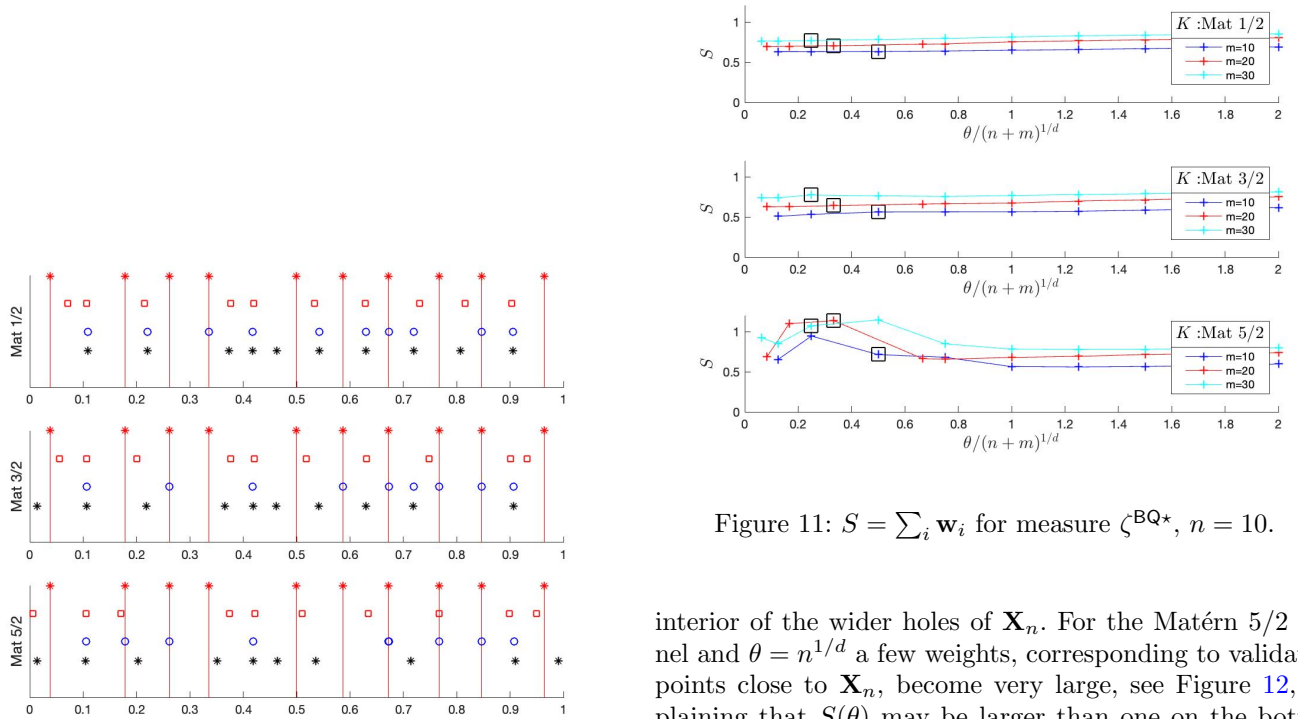 Mat 1/2
0 0.1 0.2 0.3 0.4 0.5 0.6 0.7 0.8 0.9 1
Mat 3/2
0 0.1 0.2 0.3 0.4 0.5 0.6 0.7 0.8 0.9 1
Mat 5/2
0 0.1 0.2 0.3 0.4 0.5 0.6 0.7 0.8 0.9 1
1
S 0.5
0
K :Mat 1/2
m=10
m=20
m=30
0 0.2 0.4 0.6 0.8 1 1.2 1.4 1.6 1.8 2
θ/(n + m)^{1/d}
1
S 0.5
0
K :Mat 3/2
m=10
m=20
m=30
0 0.2 0.4 0.6 0.8 1 1.2 1.4 1.6 1.8 2
θ/(n + m)^{1/d}
1
S 0.5
0
K :Mat 5/2
m=10
m=20
m=30
0 0.2 0.4 0.6 0.8 1 1.2 1.4 1.6 1.8 2
θ/(n + m)^{1/d}
Figure 11: S = ∑_i w_i for measure ζ^{BQ⋆}, n = 10.
interior of the wider holes of X_n. For the Matérn 5/2
nel and θ = n^{1/d} a few weights, corresponding to valida
points close to X_n, become very large, see Figure 12,
plaining that S(θ) may be larger than one on the bot